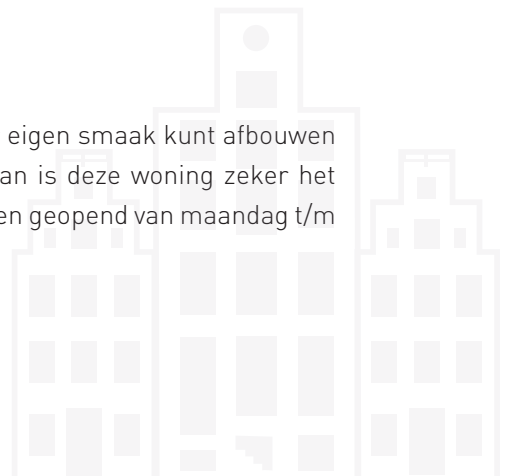 eigen smaak kunt afbouwen
an is deze woning zeker het
en geopend van maandag t/m